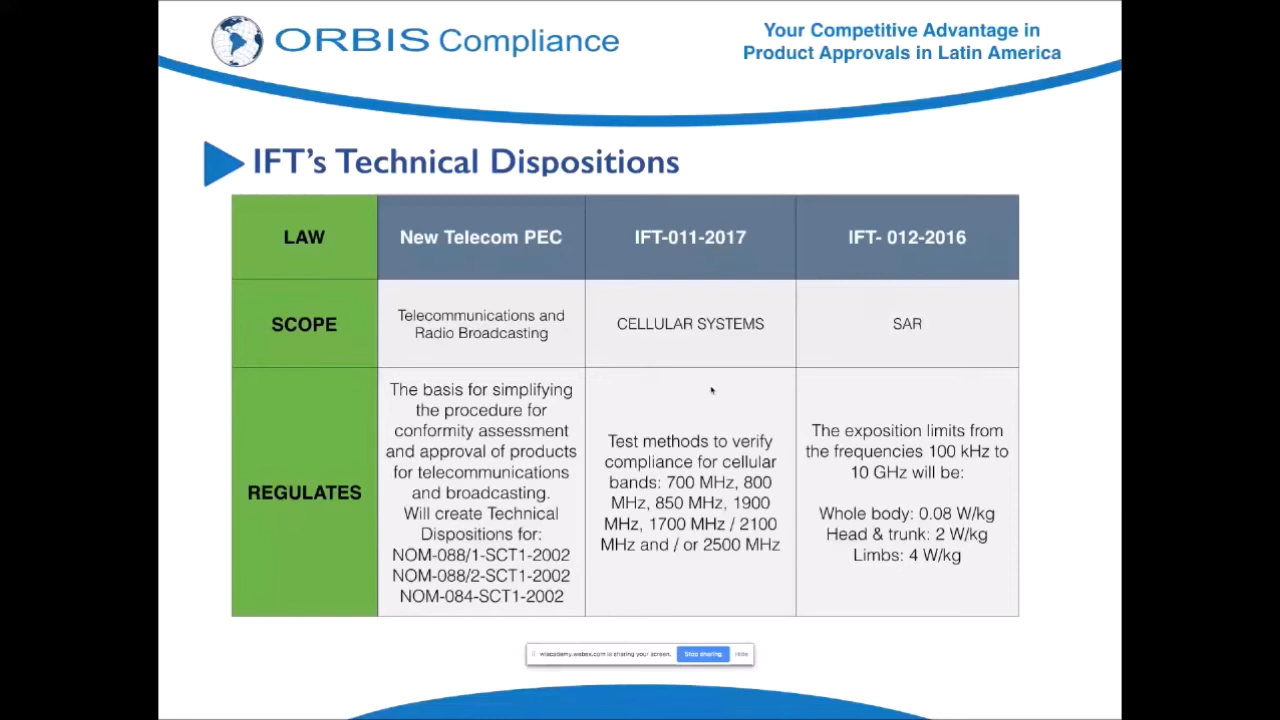 ORBIS Compliance
Your Competitive Advantage in
Product Approvals in Latin America
IFT's Technical Dispositions
LAW
New Telecom PEC
IFT-011-2017
IFT- 012-2016
SCOPE
Telecommunications and
Radio Broadcasting
CELLULAR SYSTEMS
SAR
REGULATES
The basis for simplifying
the procedure for
conformity assessment
and approval of products
for telecommunications
and broadcasting.
Will create Technical
Dispositions for:
NOM-088/1-SCT1-2002
NOM-088/2-SCT1-2002
NOM-084-SCT1-2002
Test methods to verify
compliance for cellular
bands: 700 MHz, 800
MHz, 850 MHz, 1900
MHz, 1700 MHz / 2100
MHz and / or 2500 MHz
The exposition limits from
the frequencies 100 kHz to
10 GHz will be:
Whole body: 0.08 W/kg
Head & trunk: 2 W/kg
Limbs: 4 W/kg
is sharing your screen.
Stop sharing
Hide